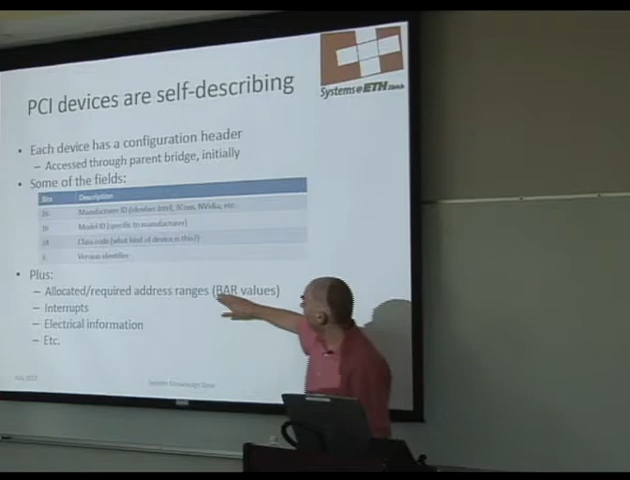 PCI devices are self-describing
Systems@ETH Zürich
• Each device has a configuration header
– Accessed through parent bridge, initially
• Some of the fields:
Bits Description
16 Manufacturer ID (vendor: Intel, 3Com, NVidia, etc.
16 Model ID (specific to manufacturer)
24 Class code (what kind of device is this?)
8 Version identifier
• Plus:
– Allocated/required address ranges (BAR values)
– Interrupts
– Electrical information
– Etc.
System Knowledge Base